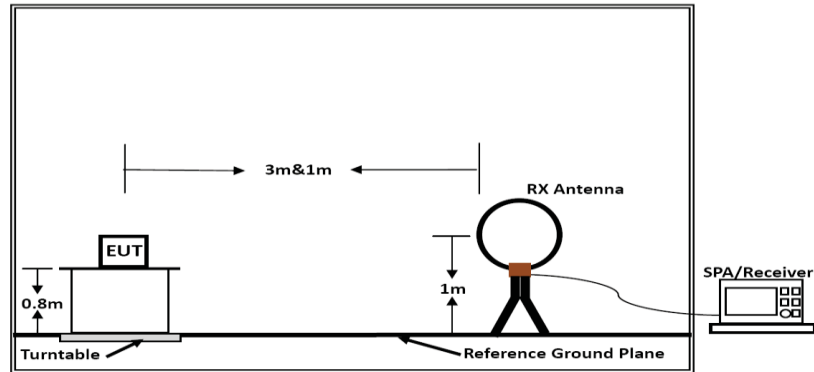 3m&1m
RX Antenna
EUT
SPA/Receiver
0.8m
1m
Turntable
Reference Ground Plane